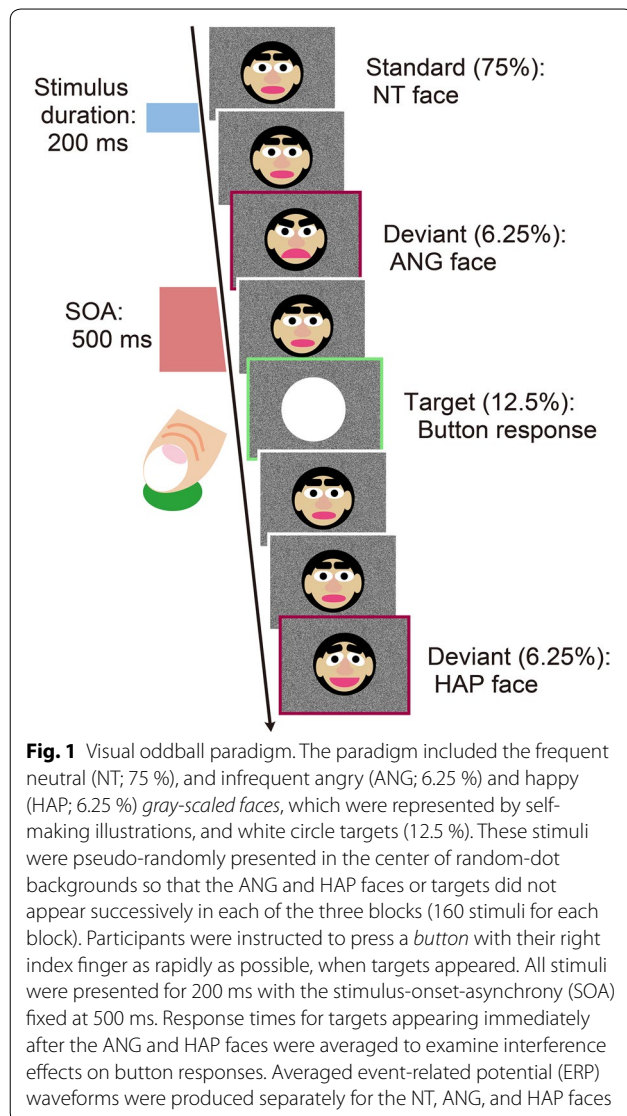 Stimulus
duration:
200 ms
Standard (75%):
NT face
Deviant (6.25%):
ANG face
SOA:
500 ms
Target (12.5%):
Button response
Deviant (6.25%):
HAP face
Fig. 1 Visual oddball paradigm. The paradigm included the frequent
neutral (NT; 75 %), and infrequent angry (ANG; 6.25 %) and happy
(HAP; 6.25 %) gray-scaled faces, which were represented by self-
making illustrations, and white circle targets (12.5 %). These stimuli
were pseudo-randomly presented in the center of random-dot
backgrounds so that the ANG and HAP faces or targets did not
appear successively in each of the three blocks (160 stimuli for each
block). Participants were instructed to press a button with their right
index finger as rapidly as possible, when targets appeared. All stimuli
were presented for 200 ms with the stimulus-onset-asynchrony (SOA)
fixed at 500 ms. Response times for targets appearing immediately
after the ANG and HAP faces were averaged to examine interference
effects on button responses. Averaged event-related potential (ERP)
waveforms were produced separately for the NT, ANG, and HAP faces